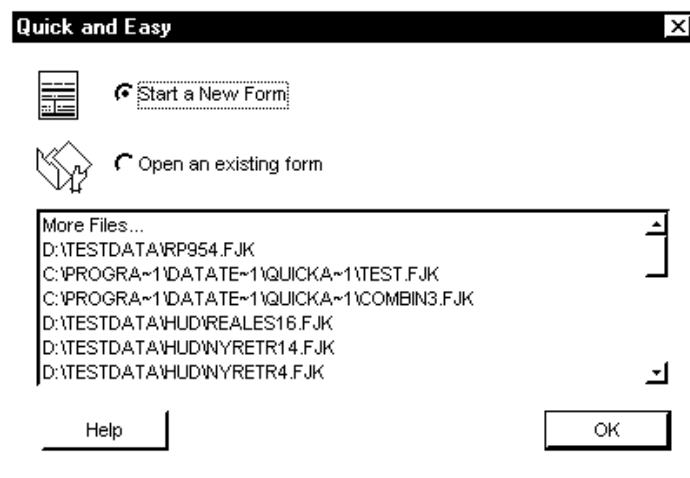 Quick and Easy
Start a New Form
Open an existing form
More Files...
D:\TESTDATA\RP954.FJK
C:\PROGRA~1\DATATE~1\QUICKA~1\TEST.FJK
C:\PROGRA~1\DATATE~1\QUICKA~1\COMBIN3.FJK
D:\TESTDATA\HUD\REALES16.FJK
D:\TESTDATA\HUD\NYRETR14.FJK
D:\TESTDATA\HUD\NYRETR4.FJK
Help
OK